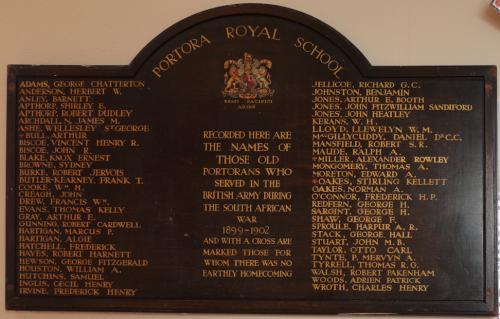 PORTORA ROYAL SCHOOL
BEATI PACIFICI
ADAMS, GEORGE CHATTERTON
ANDERSON, HERBERT W.
ANLEY, BARNETT
APTHORP, SHIRLEY E.
APTHORP, ROBERT DUDLEY
ARCHDALL, N. JAMES M.
ASHE, WELLESLEY ST GEORGE
+ BULL, ARTHUR
BISCOE, VINCENT HENRY R.
BISCOE, JOHN R.
BLAKE, KNOX ERNEST
BROWNE, SYDNEY
BURKE, ROBERT JERVOIS
BUTLER-KEARNEY, FRANK T.
COOKE, WM. H.
CREAGH, JOHN
DREW, FRANCIS WM.
EVANS, THOMAS KELLY
GRAY, ARTHUR E.
GUNNING, ROBERT CARDWELL
HARTIGAN, MARCUS P.
HARTIGAN, ALGIE
HATCHELL, FREDERICK
HAYES, ROBERT HARNETT
HEWSON, GEORGE FITZGERALD
HOUSTON, WILLIAM A.
HUTCHINS, SAMUEL
INGLIS, CECIL HENRY
IRVINE, FREDERICK HENRY
RECORDED HERE ARE
THE NAMES OF
THOSE OLD
PORTORANS WHO
SERVED IN THE
BRITISH ARMY DURING
THE SOUTH AFRICAN
WAR
1899-1902
AND WITH A CROSS ARE
MARKED THOSE FOR
WHOM THERE WAS NO
EARTHLY HOMECOMING
JELLICOE, RICHARD G. C.
JOHNSTON, BENJAMIN
JONES, ARTHUR E. BOOTH
JONES, JOHN FITZWILLIAM SANDIFORD
JONES, JOHN HEATLEY
KERANS, W. H.
LLOYD, LLEWELYN W. M.
McGILLYCUDDY, DANIEL DE C.C.
MANSFIELD, ROBERT S. R.
MAUDE, RALPH A.
+MILLER, ALEXANDER ROWLEY
MONGOMERY, THOMAS A.
MORETON, EDWARD A.
+OAKES, STIRLING KELLETT
OAKES, NORMAN A.
O'CONNOR, FREDERICK H. P.
REDFERN, GEORGE H.
SARGINT, GEORGE H.
SHAW, GEORGE F.
SPROULE, HARPUR A. R.
STACK, GEORGE HALL
STUART, JOHN M. B.
TAYLOR, OTTO CARL
TYNTE, P. MERVYN A.
TYRRELL, THOMAS R. G.
WALSH, ROBERT PAKENHAM
WOODS, ADRIEN PATRICK
WROTH, CHARLES HENRY